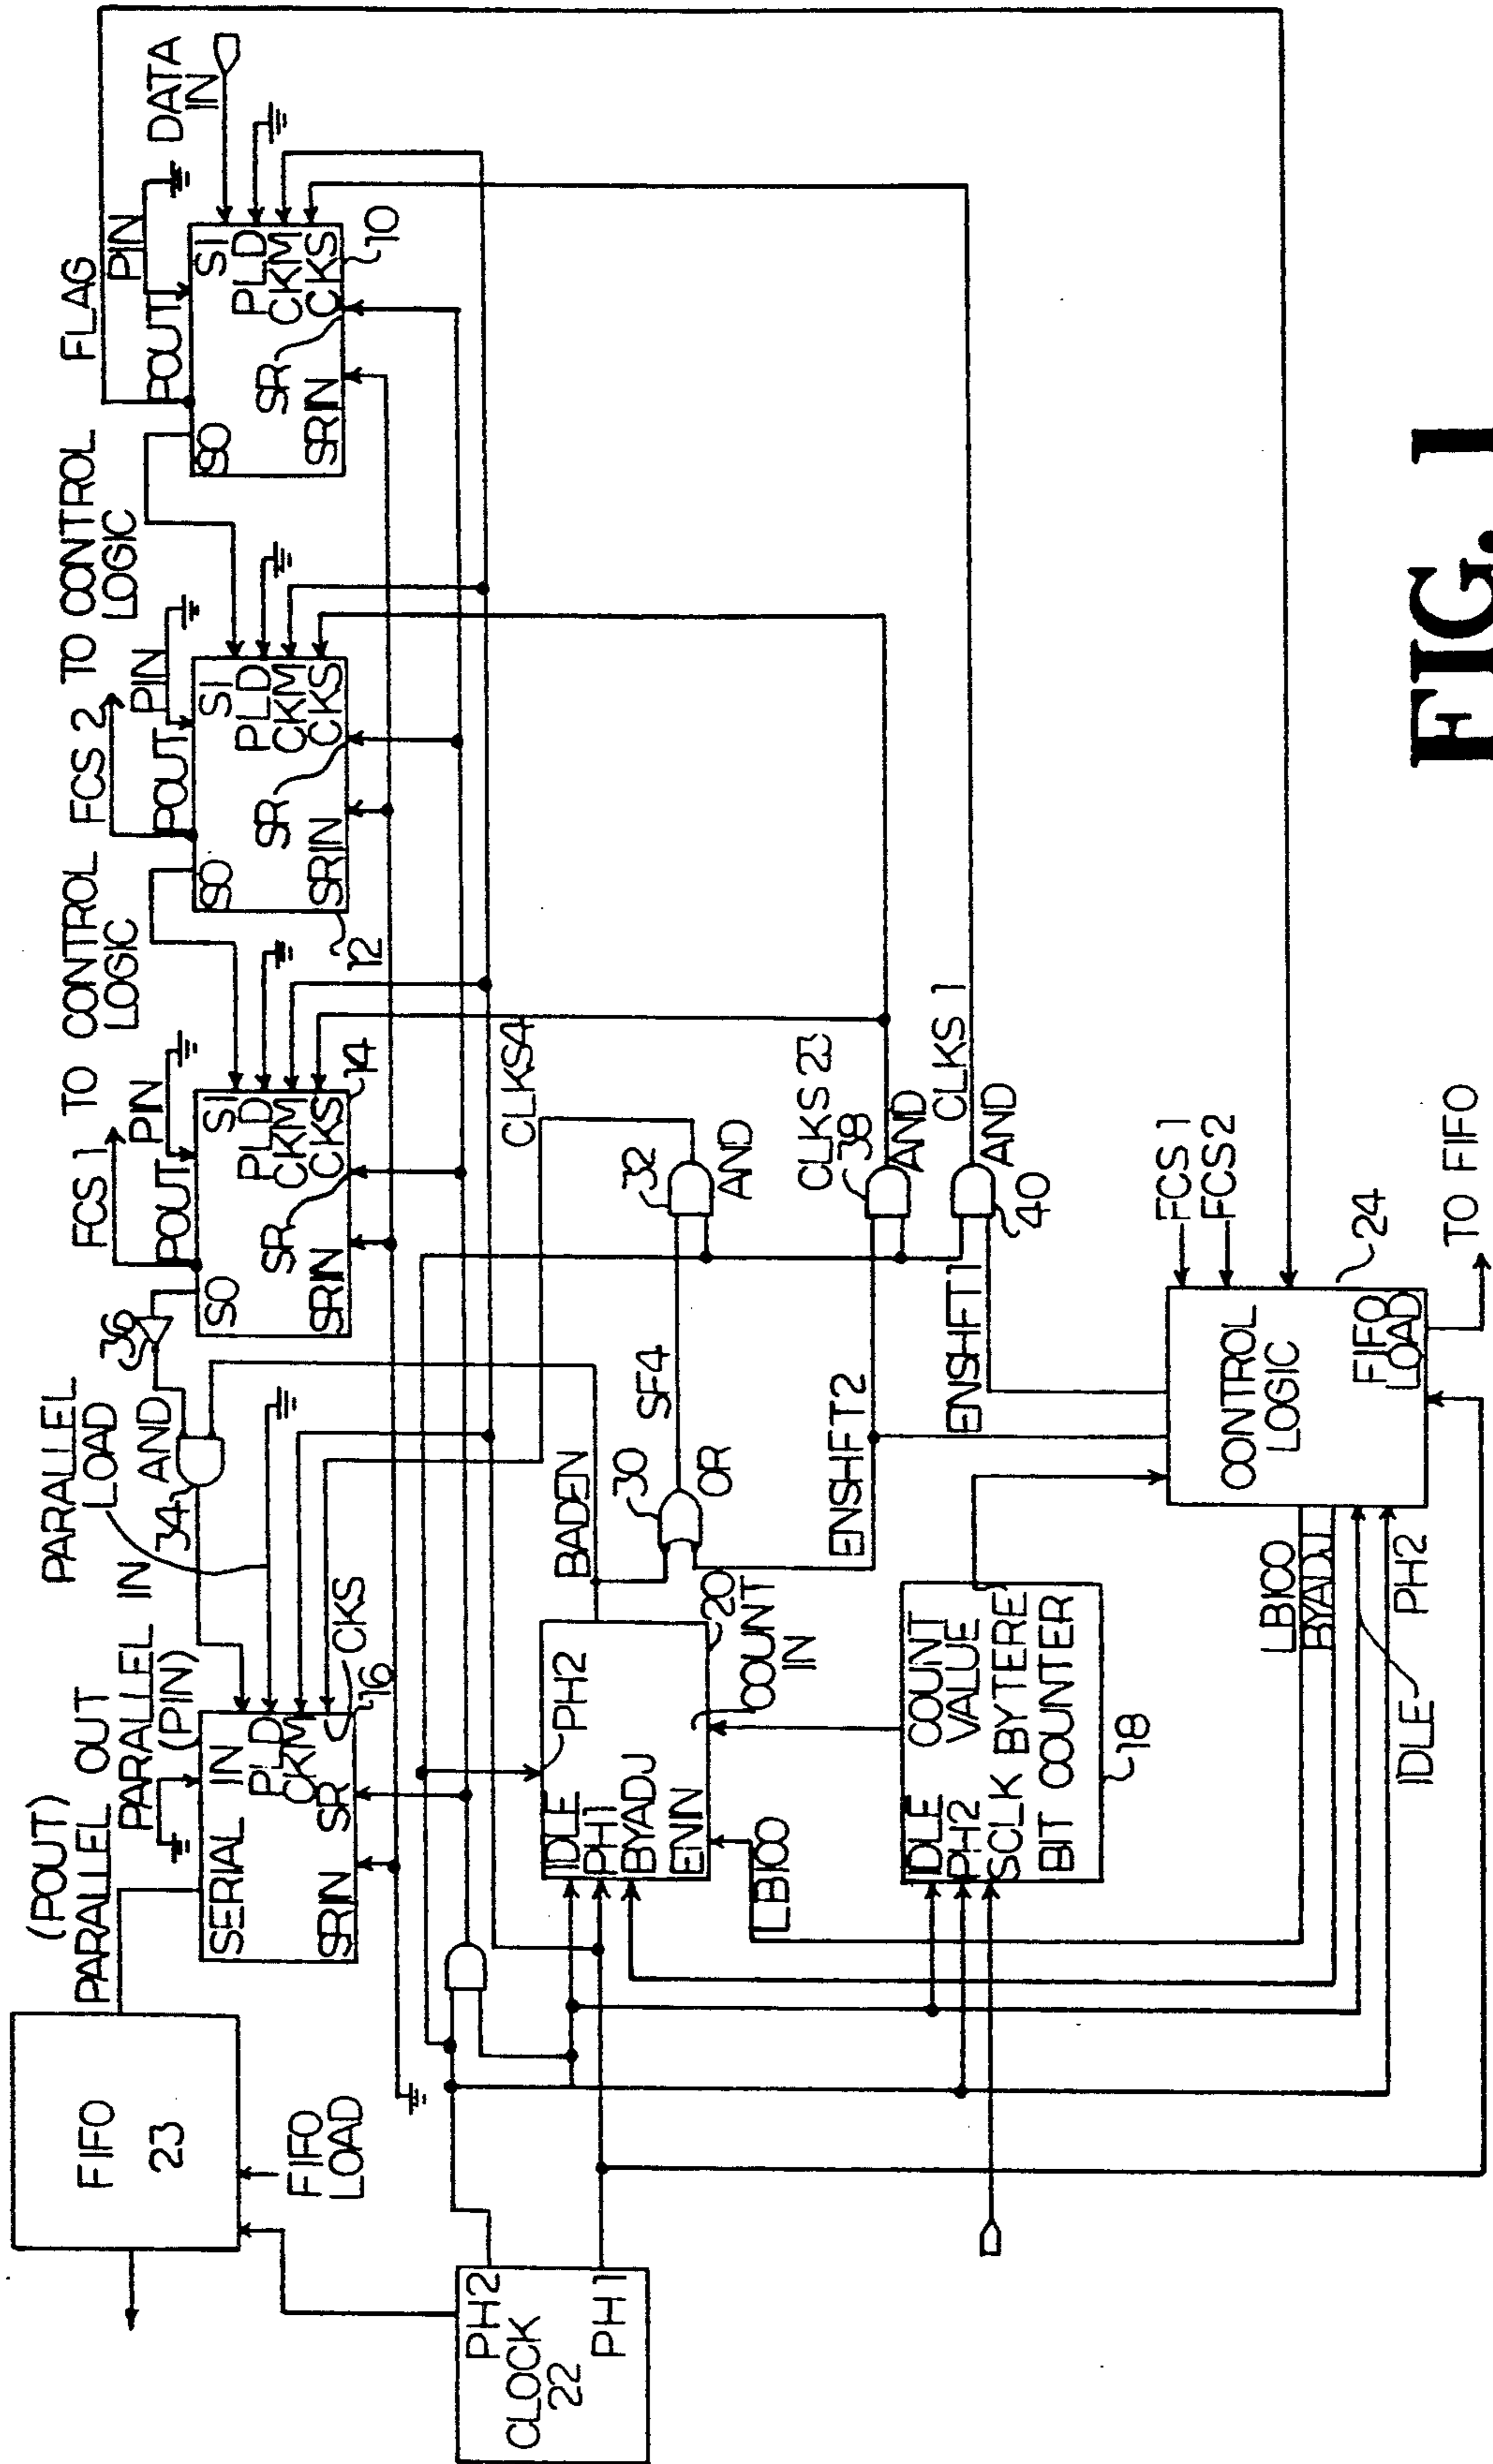 FIFO
23
FIFO
LOAD
PH2
CLOCK
22
PH1
(POUT)
PARALLEL OUT
PARALLEL IN
(PIN)
SERIAL IN
PLD
CKM
SR
SRIN
CKS
16
PARALLEL
LOAD
34
AND
36
FCS 1
TO CONTROL
LOGIC
PIN
POUT
SO
SI
PLD
CKM
CKS
SR
SRIN
14
FCS 2
TO CONTROL
LOGIC
PIN
POUT
SO
SI
PLD
CKM
CKS
SR
SRIN
12
FLAG
PIN
POUT
SO
SI
PLD
CKM
CKS
SR
SRIN
10
DATA
IN
CLKS4
BADEN
30
OR
SF4
32
AND
ENSHFT2
CLKS 23
38
AND
CLKS 1
AND
40
ENSHFT1
PH2
IDLE
PH1
BYADJ
ENIN
20
COUNT
IN
LBICO
IDLE
PH2
SCLK
COUNT
VALUE
BYTERE
BIT COUNTER
18
LBICO
BYADJ
IDLE
PH2
CONTROL
LOGIC
FIFO
LOAD
24
FCS 1
FCS2
TO FIFO
FIG. 1